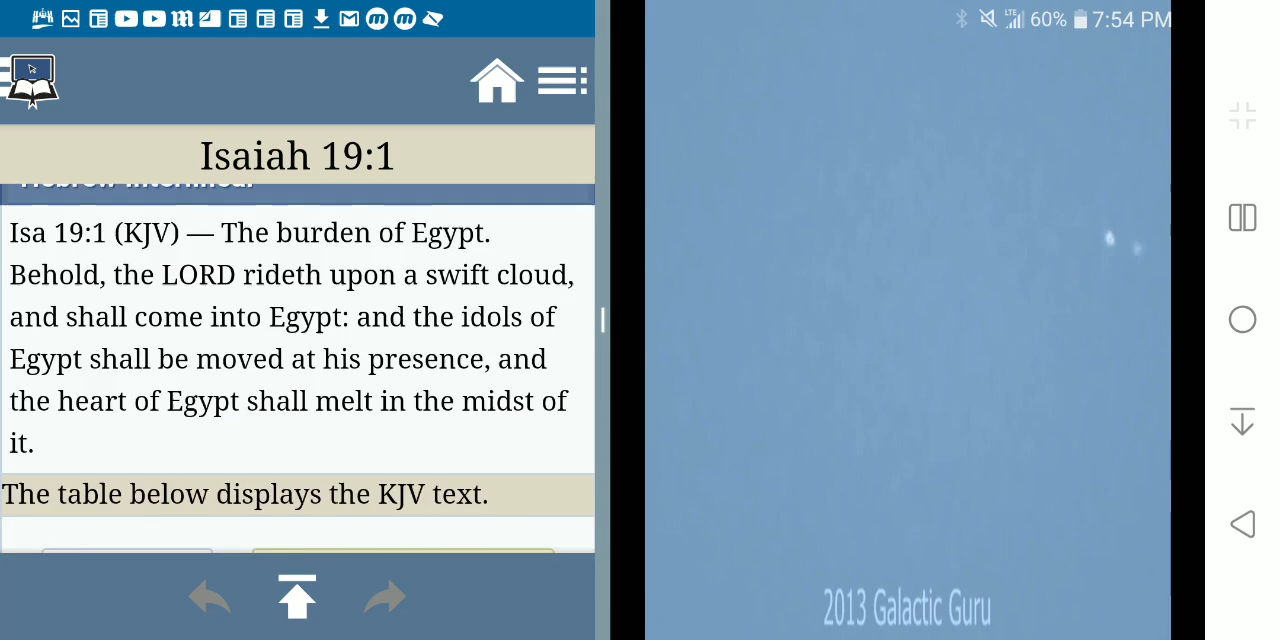 LTE 60% 7:54 PM
Isaiah 19:1
Hebrew Interlinear
Isa 19:1 (KJV) — The burden of Egypt.
Behold, the LORD rideth upon a swift cloud,
and shall come into Egypt: and the idols of
Egypt shall be moved at his presence, and
the heart of Egypt shall melt in the midst of
it.
The table below displays the KJV text.
2013 Galactic Guru